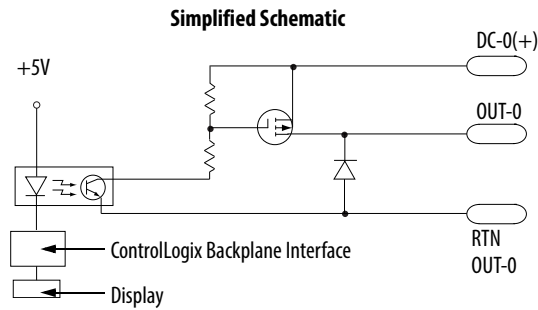 Simplified Schematic
DC-0(+)
+5V
OUT-0
RTN
OUT-0
ControlLogix Backplane Interface
Display